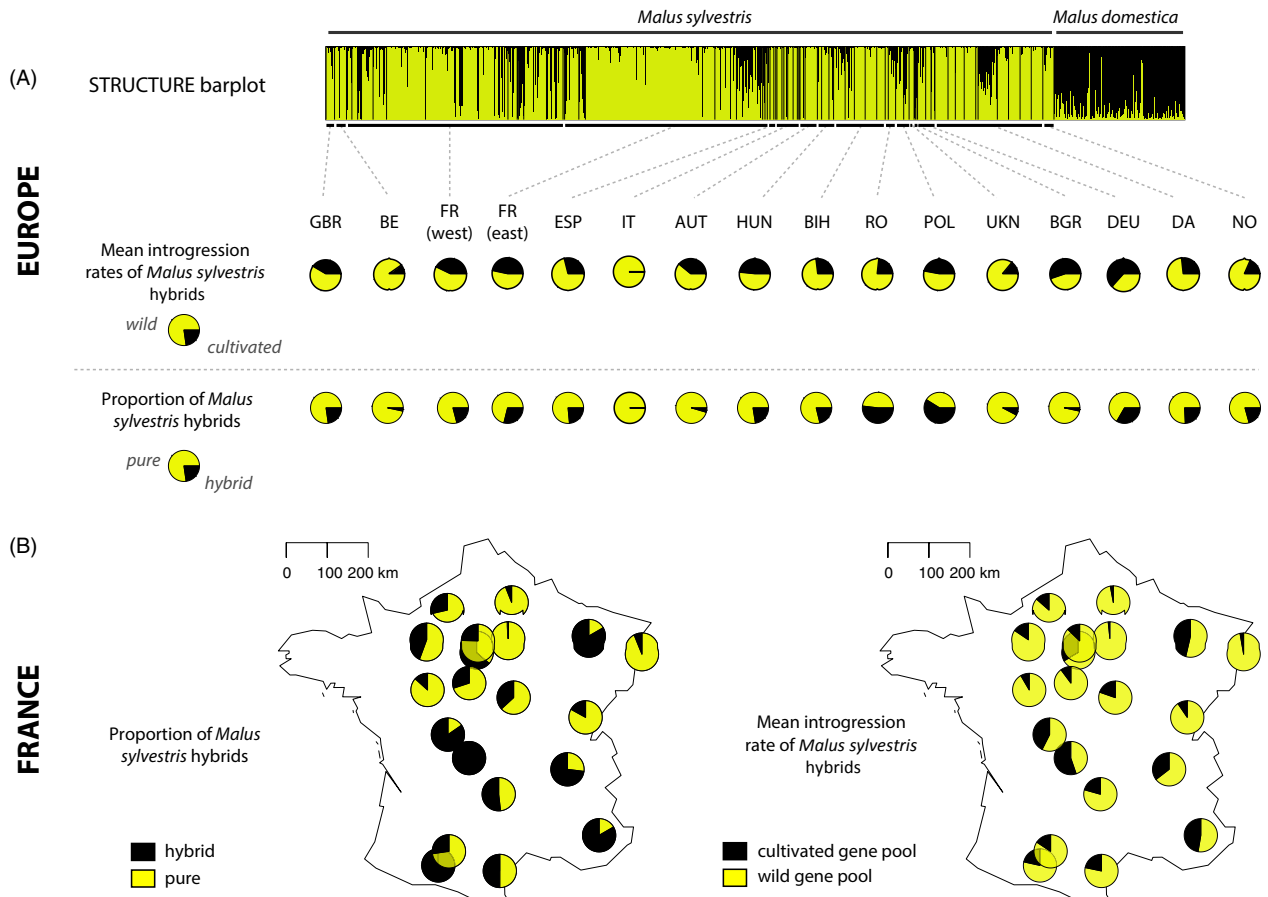 Malus sylvestris
Malus domestica
(A)
STRUCTURE barplot
EUROPE
GBR
BE
FR
(west)
FR
(east)
ESP
IT
AUT
HUN
BIH
RO
POL
UKN
BGR
DEU
DA
NO
Mean introgression
rates of Malus sylvestris
hybrids
wild
cultivated
Proportion of Malus
sylvestris hybrids
pure
hybrid
(B)
FRANCE
0 100 200 km
Proportion of Malus
sylvestris hybrids
hybrid
pure
0 100 200 km
Mean introgression
rate of Malus sylvestris
hybrids
cultivated gene pool
wild gene pool